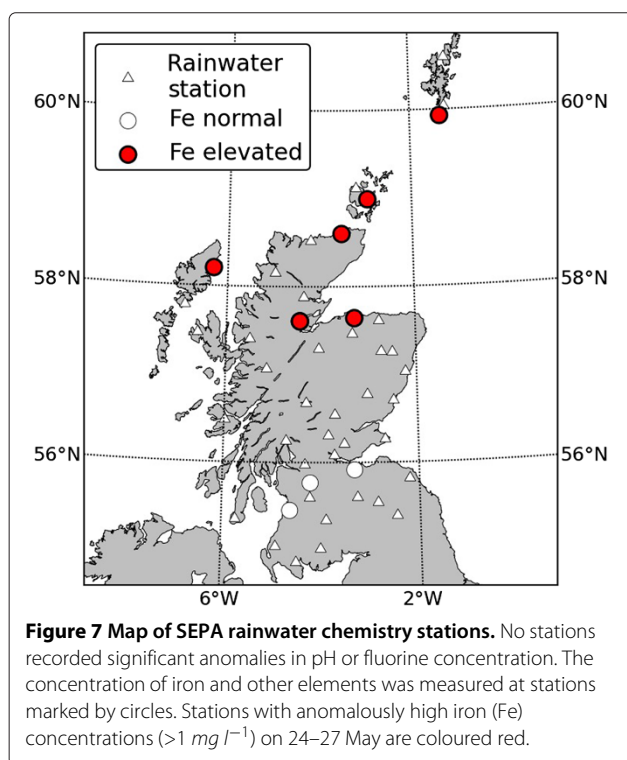 Rainwater
station
Fe normal
Fe elevated
60°N
60°N
58°N
58°N
56°N
56°N
6°W
2°W
Figure 7 Map of SEPA rainwater chemistry stations. No stations
recorded significant anomalies in pH or fluorine concentration. The
concentration of iron and other elements was measured at stations
marked by circles. Stations with anomalously high iron (Fe)
concentrations (>1 mg l⁻¹) on 24–27 May are coloured red.